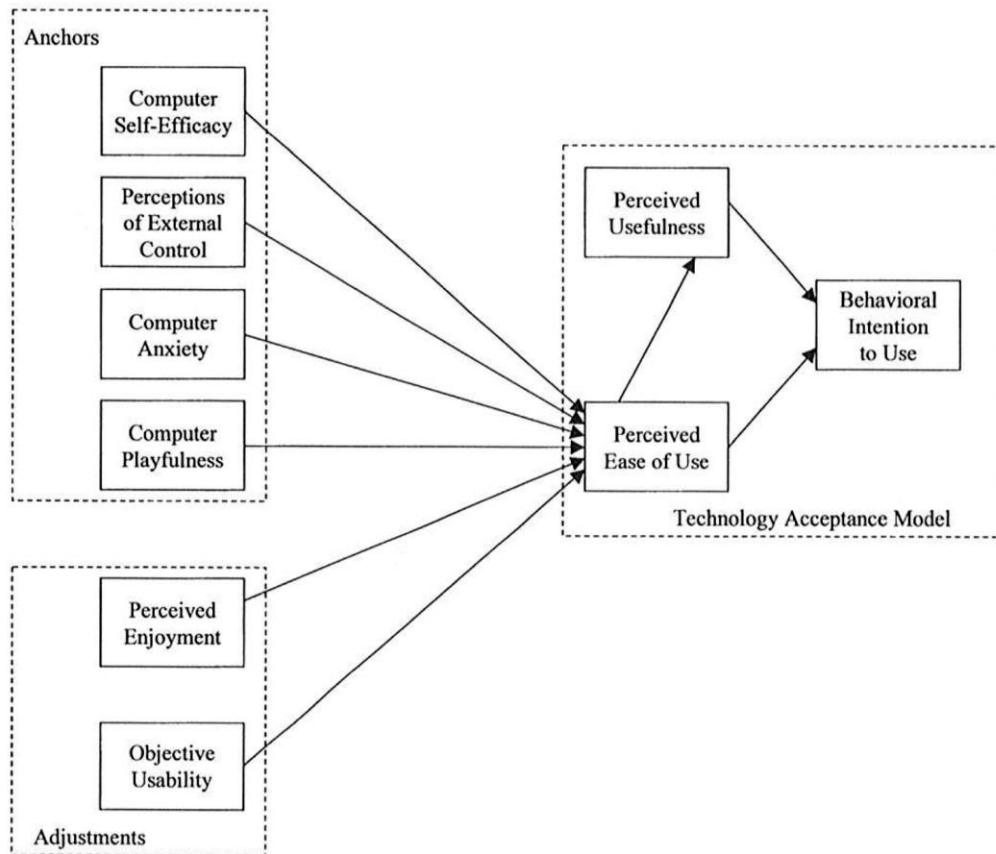 Anchors
Computer
Self-Efficacy
Perceptions
of External
Control
Computer
Anxiety
Computer
Playfulness
Perceived
Usefulness
Behavioral
Intention
to Use
Perceived
Ease of Use
Technology Acceptance Model
Perceived
Enjoyment
Objective
Usability
Adjustments